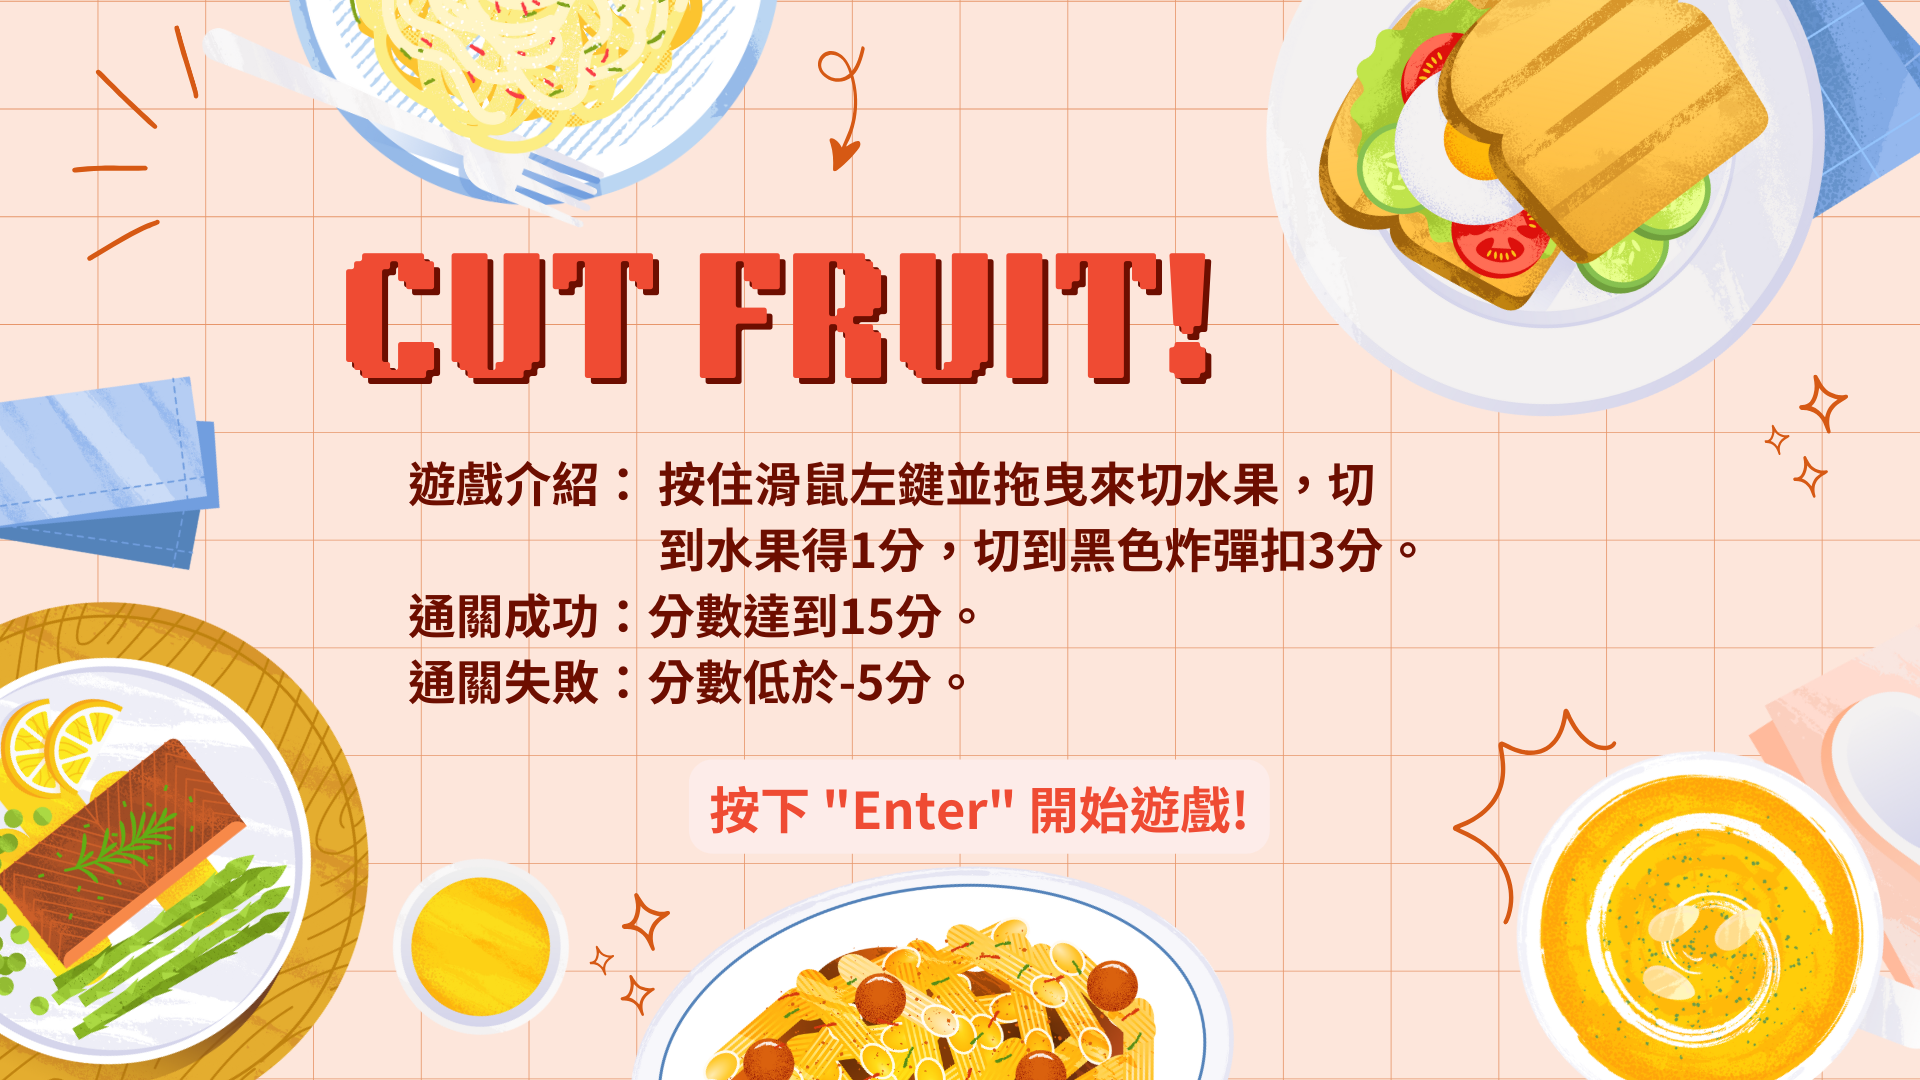 CUT FRUIT!
遊戲介紹： 按住滑鼠左鍵並拖曳來切水果，切
到水果得1分，切到黑色炸彈扣3分。
通關成功：分數達到15分。
通關失敗：分數低於-5分。
按下 "Enter" 開始遊戲!